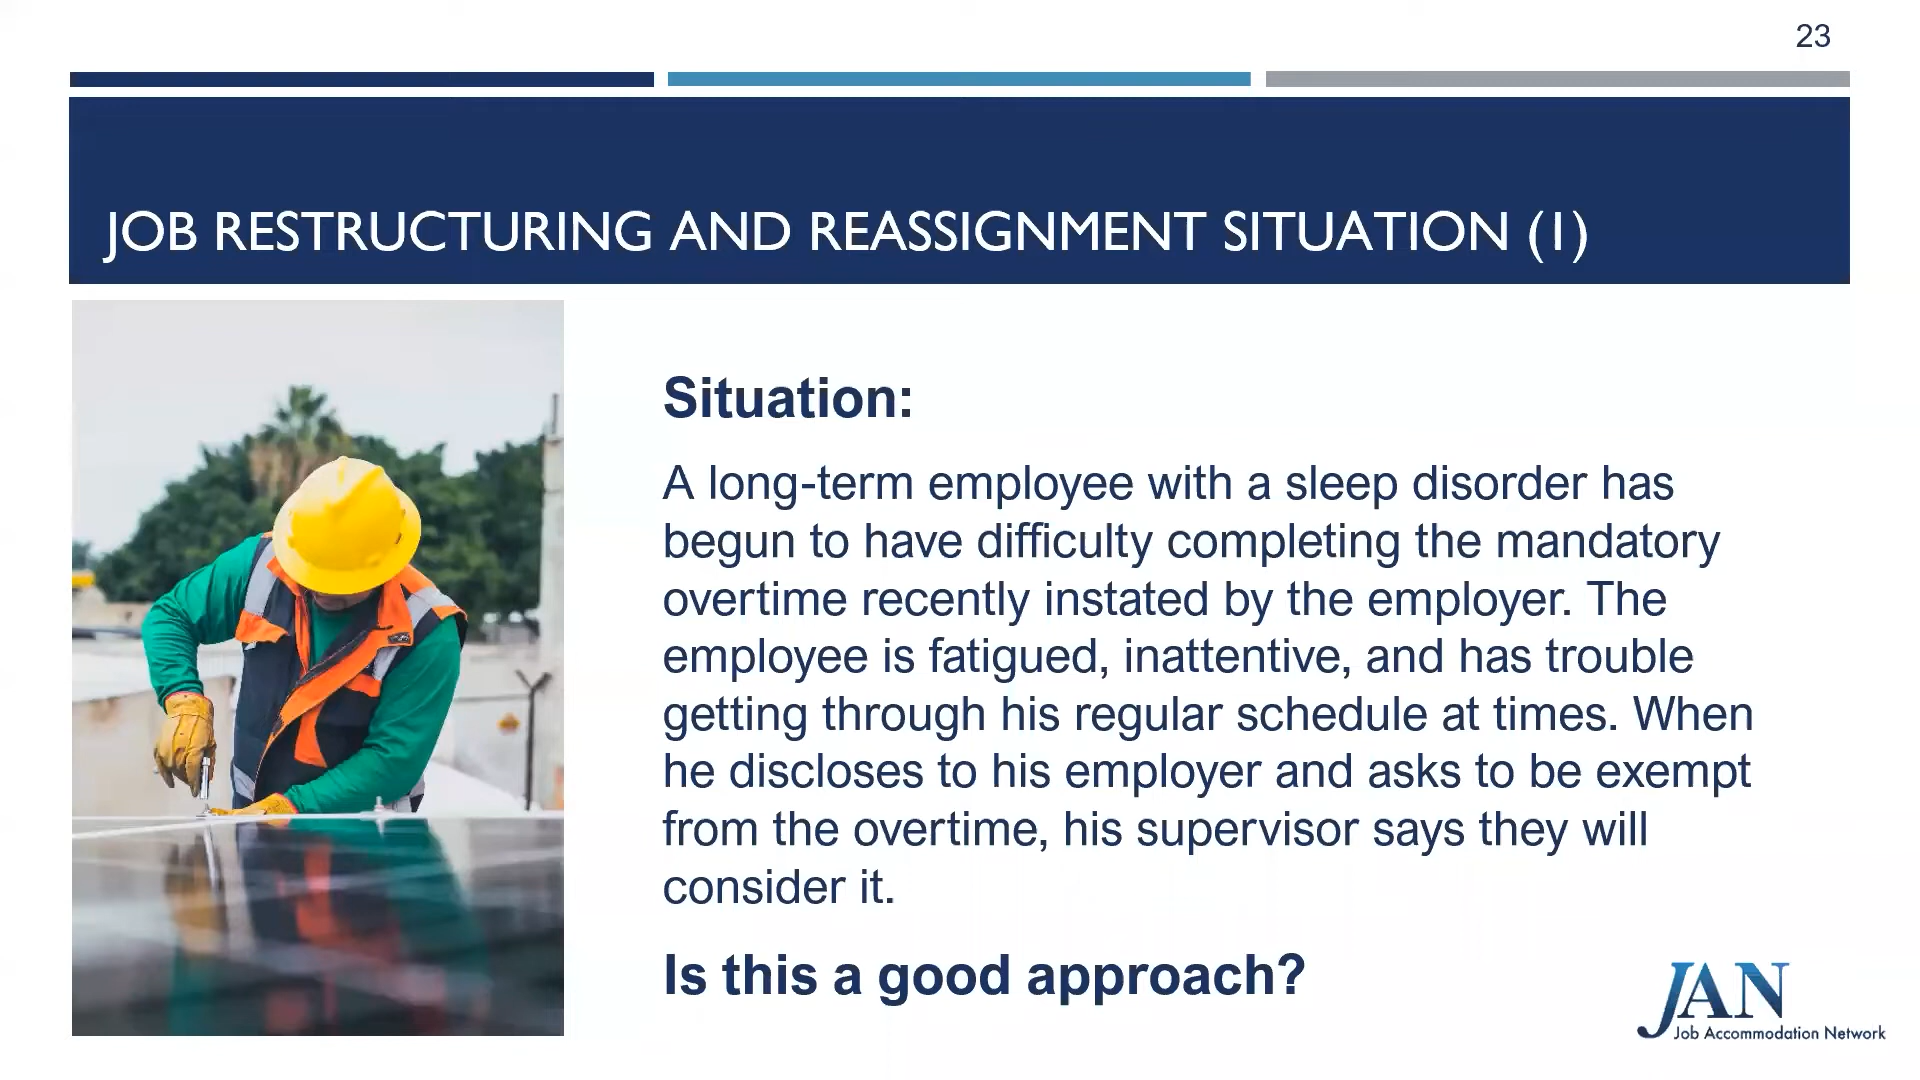 23
JOB RESTRUCTURING AND REASSIGNMENT SITUATION (1)
Situation:
A long-term employee with a sleep disorder has
begun to have difficulty completing the mandatory
overtime recently instated by the employer. The
employee is fatigued, inattentive, and has trouble
getting through his regular schedule at times. When
he discloses to his employer and asks to be exempt
from the overtime, his supervisor says they will
consider it.
Is this a good approach?
JAN
Job Accommodation Network